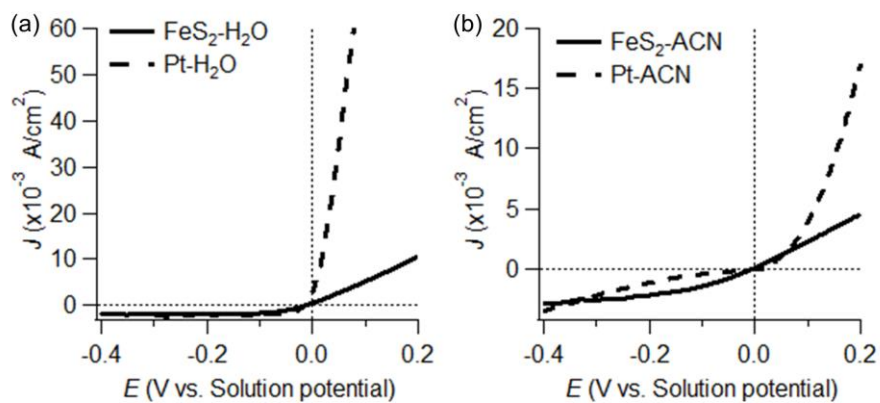 (a)
60
50
40
30
20
10
0
J (x10⁻³ A/cm²)
FeS₂-H₂O
Pt-H₂O
-0.4
-0.2
0.0
0.2
E (V vs. Solution potential)
(b)
20
15
10
5
0
J (x10⁻³ A/cm²)
FeS₂-ACN
Pt-ACN
-0.4
-0.2
0.0
0.2
E (V vs. Solution potential)